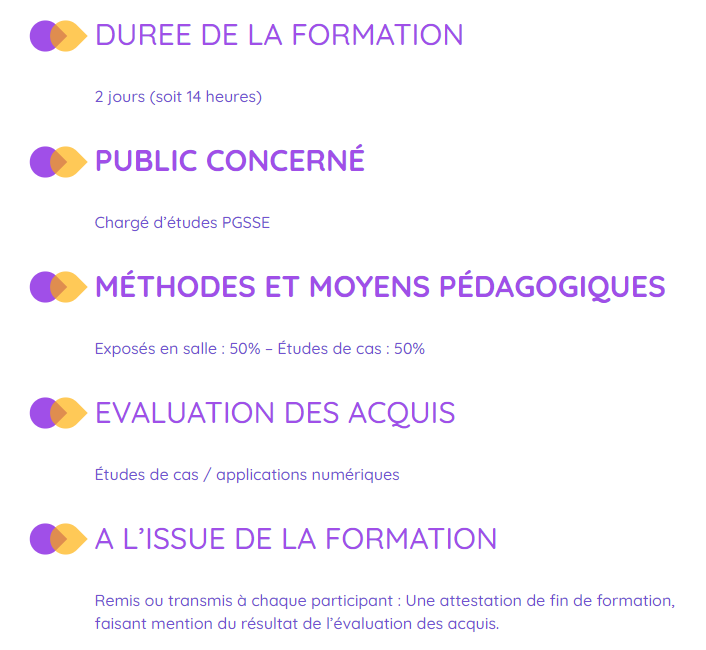 DUREE DE LA FORMATION
2 jours (soit 14 heures)
PUBLIC CONCERNÉ
Chargé d’études PGSSE
MÉTHODES ET MOYENS PÉDAGOGIQUES
Exposés en salle : 50% – Études de cas : 50%
EVALUATION DES ACQUIS
Études de cas / applications numériques
A L’ISSUE DE LA FORMATION
Remis ou transmis à chaque participant : Une attestation de fin de formation,
faisant mention du résultat de l’évaluation des acquis.